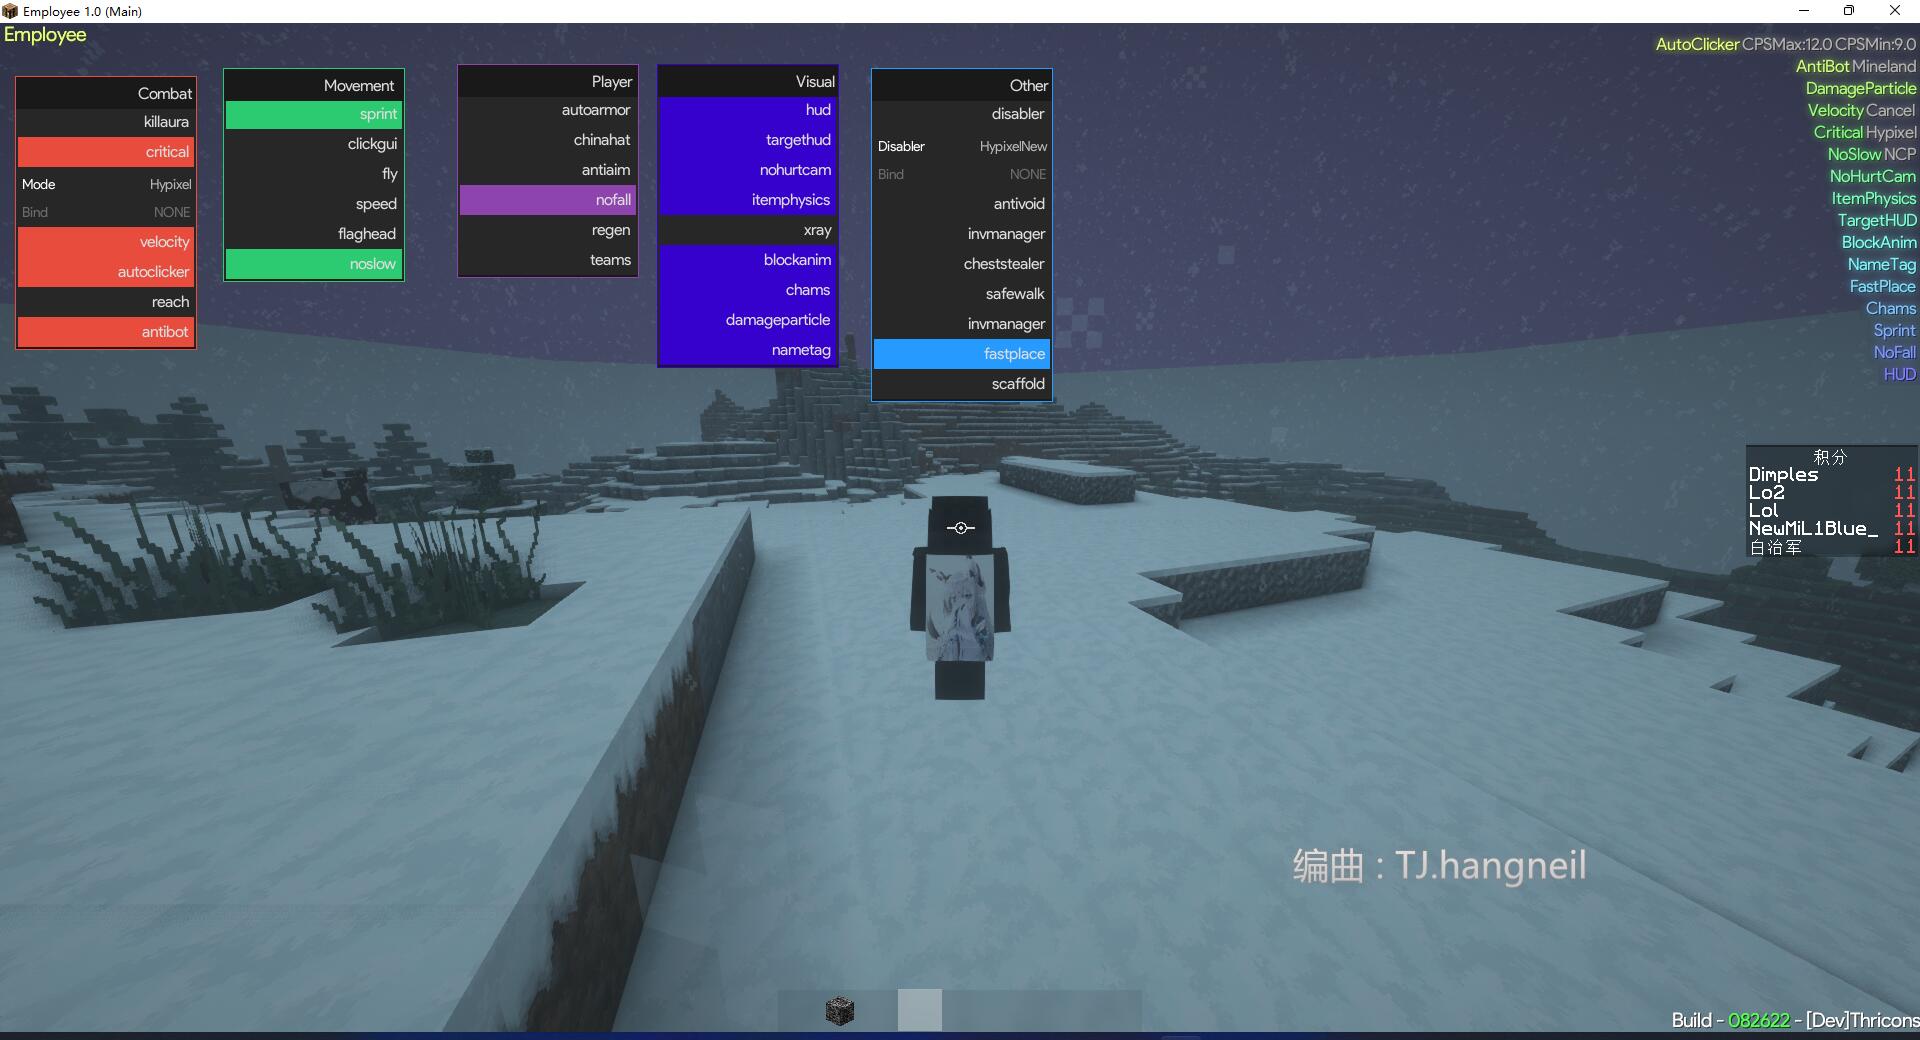 Employee 1.0 (Main)
Employee
Combat
killaura
critical
Mode Hypixel
Bind NONE
velocity
autoclicker
reach
antibot
Movement
sprint
clickgui
fly
speed
flaghead
noslow
Player
autoarmor
chinahat
antiaim
nofall
regen
teams
Visual
hud
targethud
nohurtcam
itemphysics
xray
blockanim
chams
damageparticle
nametag
Other
disabler
Disabler HypixelNew
Bind NONE
antivoid
invmanager
cheststealer
safewalk
invmanager
fastplace
scaffold
AutoClicker CPSMax:12.0 CPSMin:9.0
AntiBot Mineland
DamageParticle
Velocity Cancel
Critical Hypixel
NoSlow NCP
NoHurtCam
ItemPhysics
TargetHUD
BlockAnim
NameTag
FastPlace
Chams
Sprint
NoFall
HUD
积分
Dimples 11
Lo2 11
Lol 11
NewMiL1Blue_ 11
白治军 11
编曲 : TJ.hangneil
Build - 082622 - [Dev]Thricons